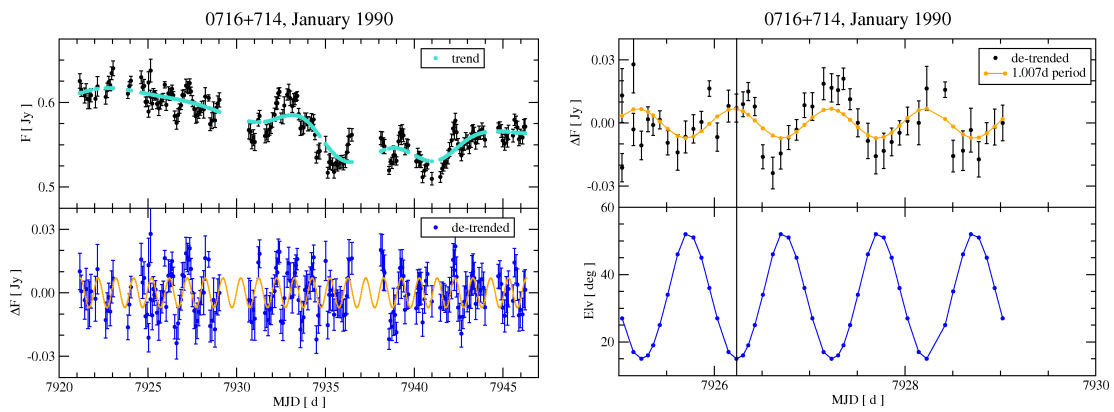 0716+714, January 1990
trend
0.6
0.5
F [ Jy ]
de-trended
0.03
0.00
-0.03
ΔF [ Jy ]
7920
7925
7930
7935
7940
7945
MJD [ d ]
0716+714, January 1990
de-trended
1.007d period
0.03
0.00
-0.03
ΔF [ Jy ]
60
40
20
Elv [ deg ]
7926
7928
7930
MJD [ d ]